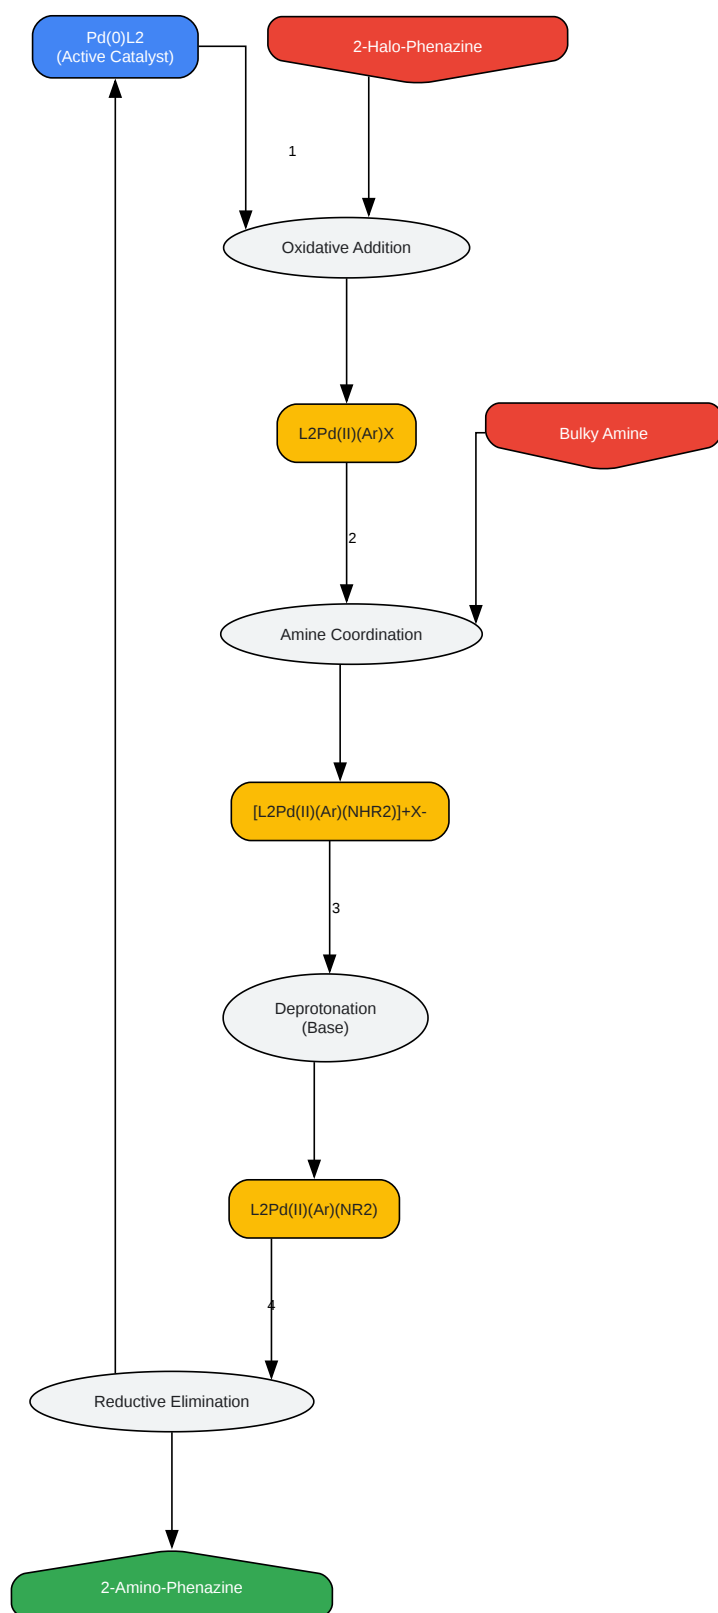 Pd(0)L2
(Active Catalyst)
2-Halo-Phenazine
1
Oxidative Addition
L2Pd(II)(Ar)X
Bulky Amine
2
Amine Coordination
[L2Pd(II)(Ar)(NHR2)]+X-
3
Deprotonation
(Base)
L2Pd(II)(Ar)(NR2)
4
Reductive Elimination
2-Amino-Phenazine